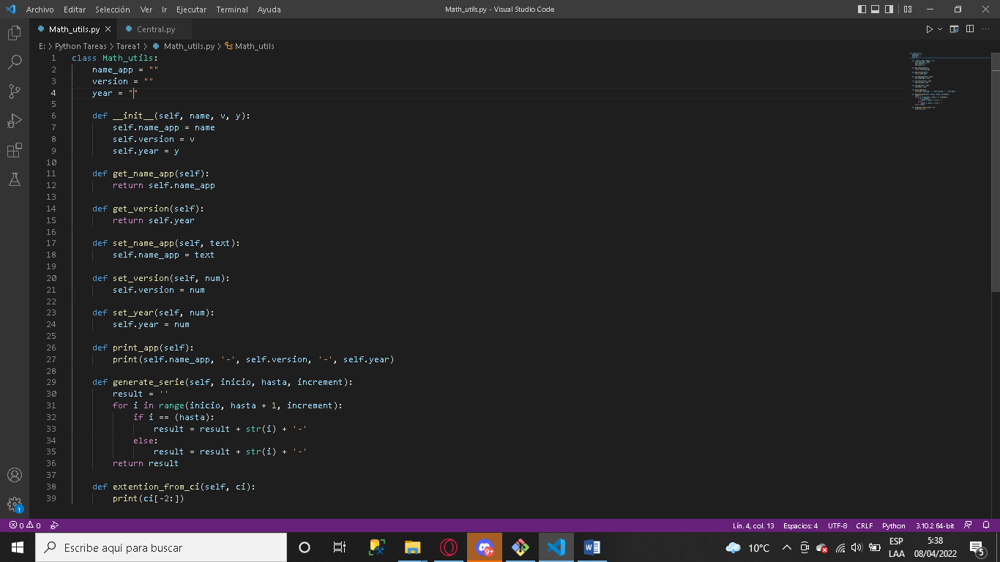 Archivo Editar Selección Ver Ir Ejecutar Terminal Ayuda Math_utils.py - Visual Studio Code
Math_utils.py Central.py
E: > Python Tareas > Tarea1 > Math_utils.py > Math_utils
1 class Math_utils:
2 name_app = ""
3 version = ""
4 year = ""
5
6 def __init__(self, name, v, y):
7 self.name_app = name
8 self.version = v
9 self.year = y
10
11 def get_name_app(self):
12 return self.name_app
13
14 def get_version(self):
15 return self.year
16
17 def set_name_app(self, text):
18 self.name_app = text
19
20 def set_version(self, num):
21 self.version = num
22
23 def set_year(self, num):
24 self.year = num
25
26 def print_app(self):
27 print(self.name_app, '-', self.version, '-', self.year)
28
29 def generate_serie(self, inicio, hasta, increment):
30 result = ''
31 for i in range(inicio, hasta + 1, increment):
32 if i == (hasta):
33 result = result + str(i) + '-'
34 else:
35 result = result + str(i) + '-'
36 return result
37
38 def extention_from_ci(self, ci):
39 print(ci[-2:])
1
0 0 Lín. 4, col. 13 Espacios: 4 UTF-8 CRLF Python 3.10.2 64-bit
Escribe aquí para buscar 9+ 10°C ESP LAA 5:38 08/04/2022 5